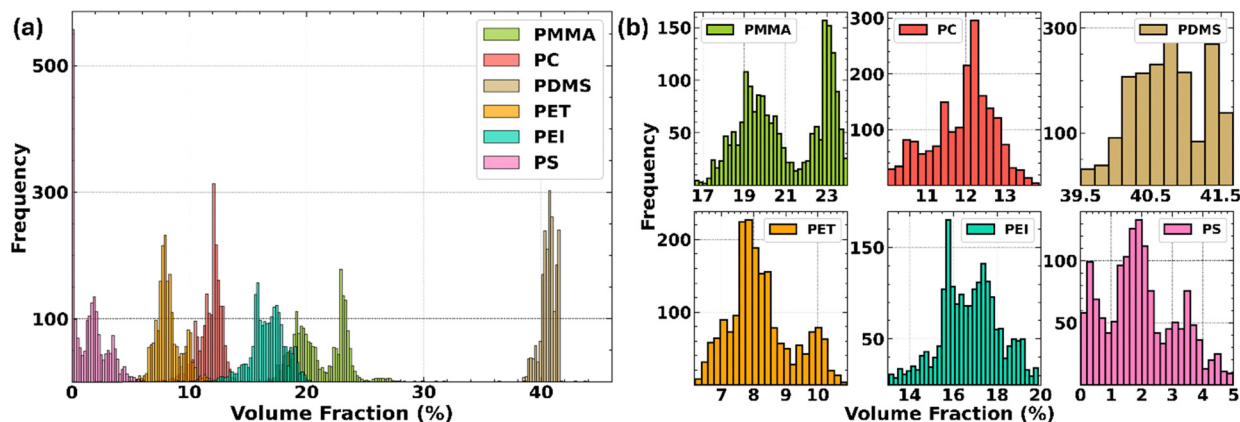 (a)
PMMA
PC
PDMS
PET
PEI
PS
Frequency
500
300
100
0 10 20 30 40
Volume Fraction (%)
(b)
Frequency
PMMA
150
100
50
17 19 21 23
PC
300
200
100
11 12 13
PDMS
300
100
39.5 40.5 41.5
PET
200
100
7 8 9 10
PEI
150
50
14 16 18 20
PS
100
50
0 1 2 3 4 5
Volume Fraction (%)